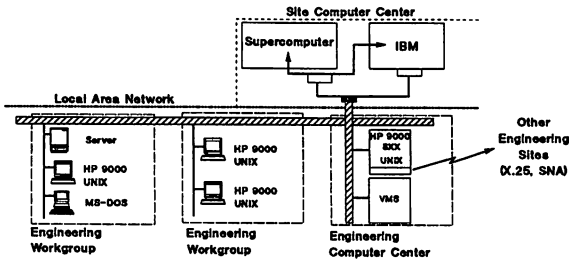 Site Computer Center
Supercomputer
IBM
Local Area Network
Server
HP 9000
UNIX
MS-DOS
Engineering
Workgroup
HP 9000
UNIX
HP 9000
UNIX
Engineering
Workgroup
HP 9000
8XX
UNIX
VMS
Engineering
Computer Center
Other
Engineering
Sites
(X.25, SNA)